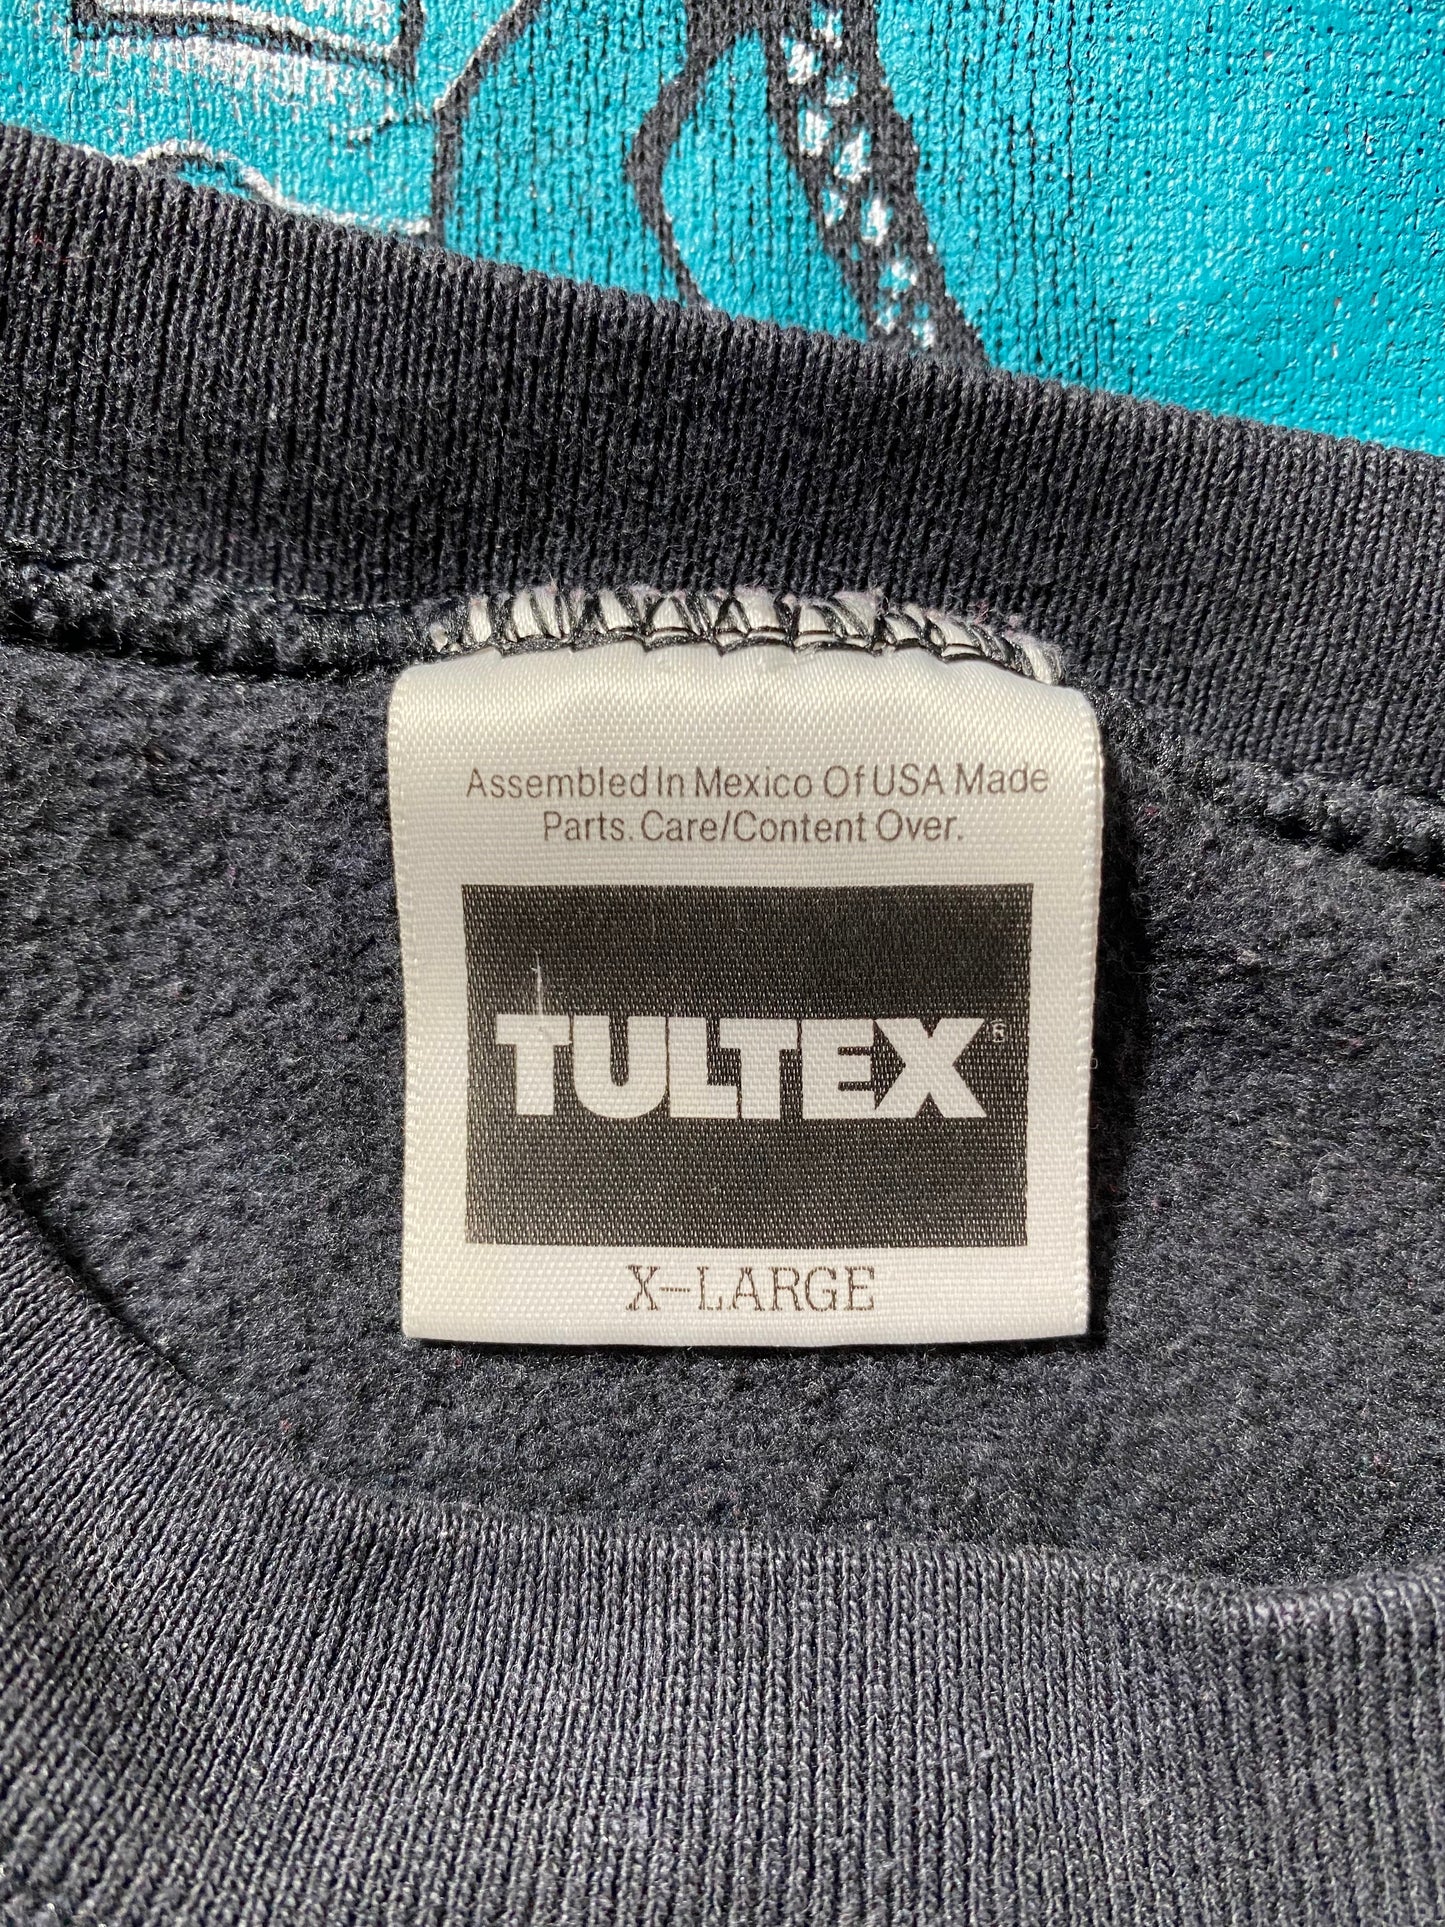 Assembled In Mexico Of USA Made
Parts. Care/Content Over.
TULTEX®
X-LARGE